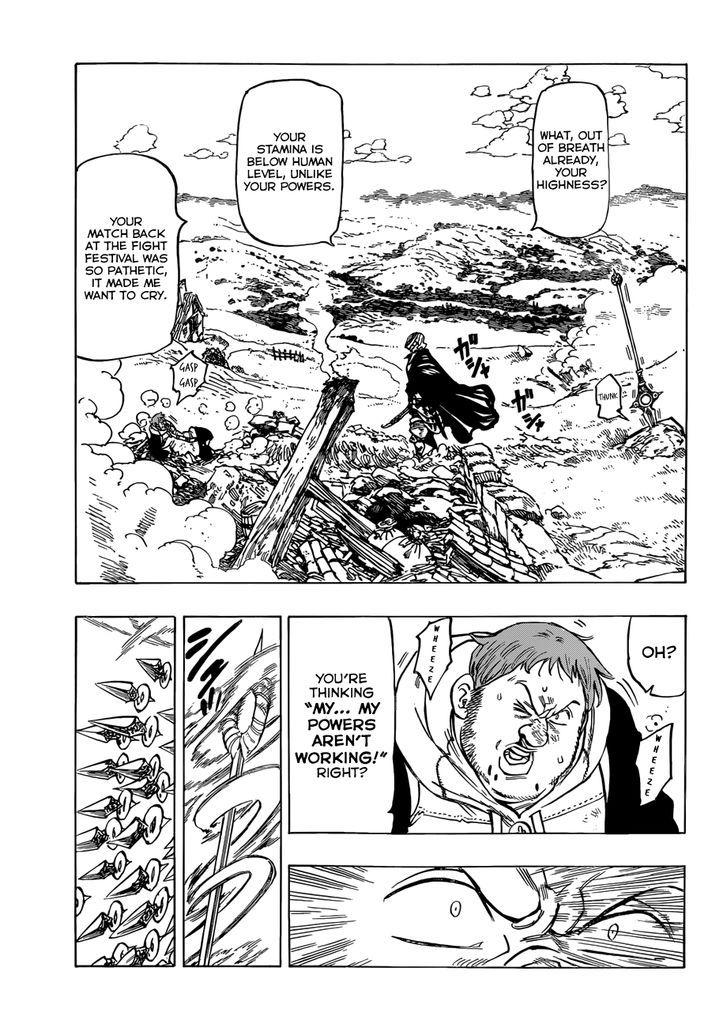 WHAT, OUT
OF BREATH
ALREADY,
YOUR
HIGHNESS?
YOUR
STAMINA IS
BELOW HUMAN
LEVEL, UNLIKE
YOUR POWERS.
YOUR
MATCH BACK
AT THE FIGHT
FESTIVAL WAS
SO PATHETIC,
IT MADE ME
WANT TO CRY.
THUNK
ガシャ
ガシャ
GASP
GASP
OH?
WHEEZE
WHEEZE
YOU'RE
THINKING
"MY... MY
POWERS
AREN'T
WORKING!"
RIGHT?